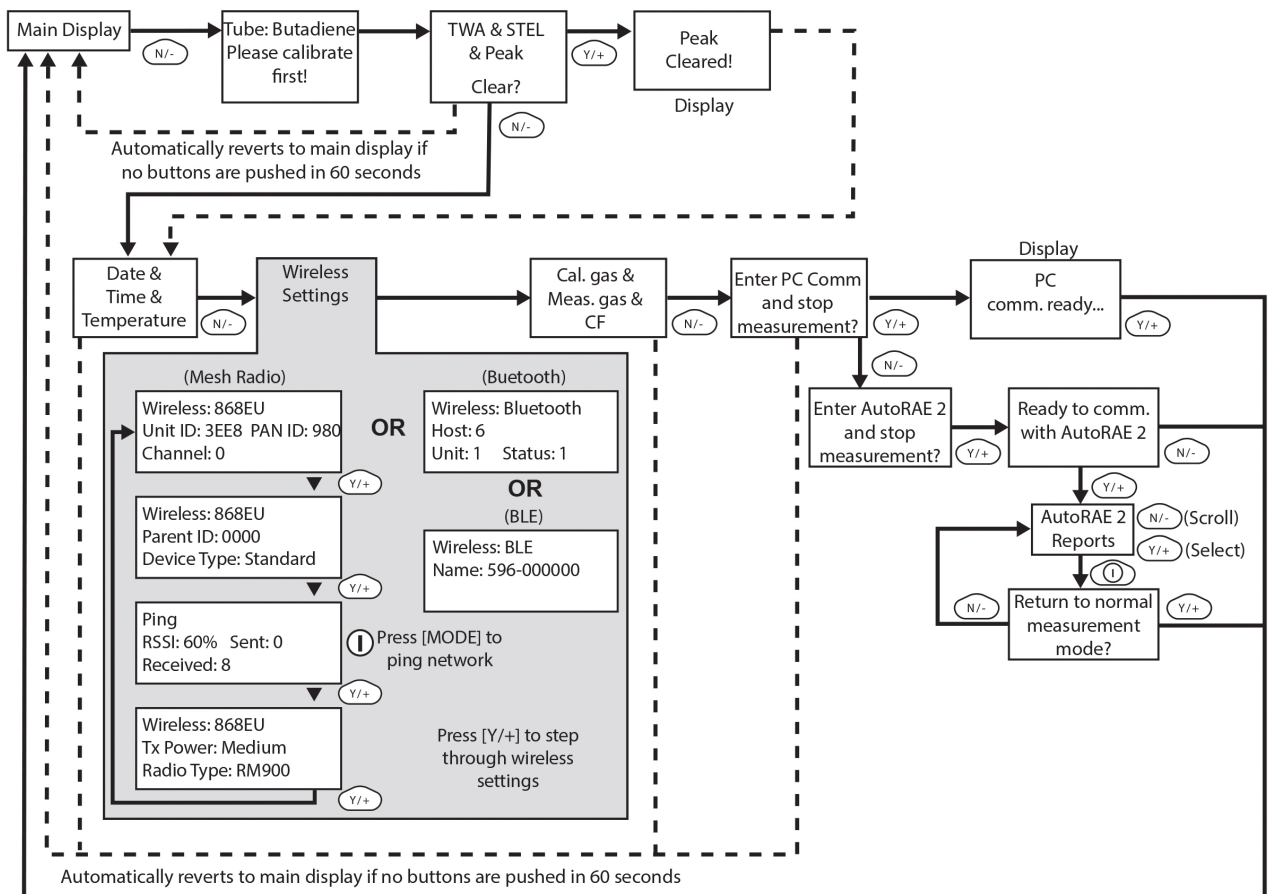 Main Display
N/-
Tube: Butadiene
Please calibrate
first!
TWA & STEL
& Peak
Clear?
Y/+
Peak
Cleared!
Display
N/-
Automatically reverts to main display if
no buttons are pushed in 60 seconds
Date &
Time &
Temperature
N/-
Wireless
Settings
Cal. gas &
Meas. gas &
CF
N/-
Enter PC Comm
and stop
measurement?
Y/+
Display
PC
comm. ready...
Y/+
N/-
(Mesh Radio)
Wireless: 868EU
Unit ID: 3EE8 PAN ID: 980
Channel: 0
Y/+
Wireless: 868EU
Parent ID: 0000
Device Type: Standard
Y/+
Ping
RSSI: 60% Sent: 0
Received: 8
Press [MODE] to
ping network
Y/+
Wireless: 868EU
Tx Power: Medium
Radio Type: RM900
Y/+
OR
(Buetooth)
Wireless: Bluetooth
Host: 6
Unit: 1 Status: 1
OR
(BLE)
Wireless: BLE
Name: 596-000000
Press [Y/+] to step
through wireless
settings
Enter AutoRAE 2
and stop
measurement?
Y/+
Ready to comm.
with AutoRAE 2
N/-
Y/+
AutoRAE 2
Reports
N/- (Scroll)
Y/+ (Select)
Return to normal
measurement
mode?
N/-
Y/+
Automatically reverts to main display if no buttons are pushed in 60 seconds